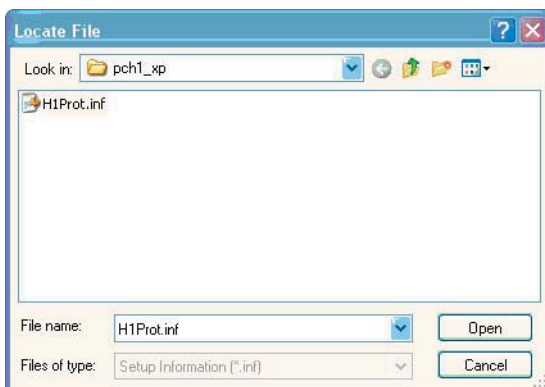 Locate File
Look in: pch1_xp
H1Prot.inf
File name: H1Prot.inf Open
Files of type: Setup Information (*.inf) Cancel